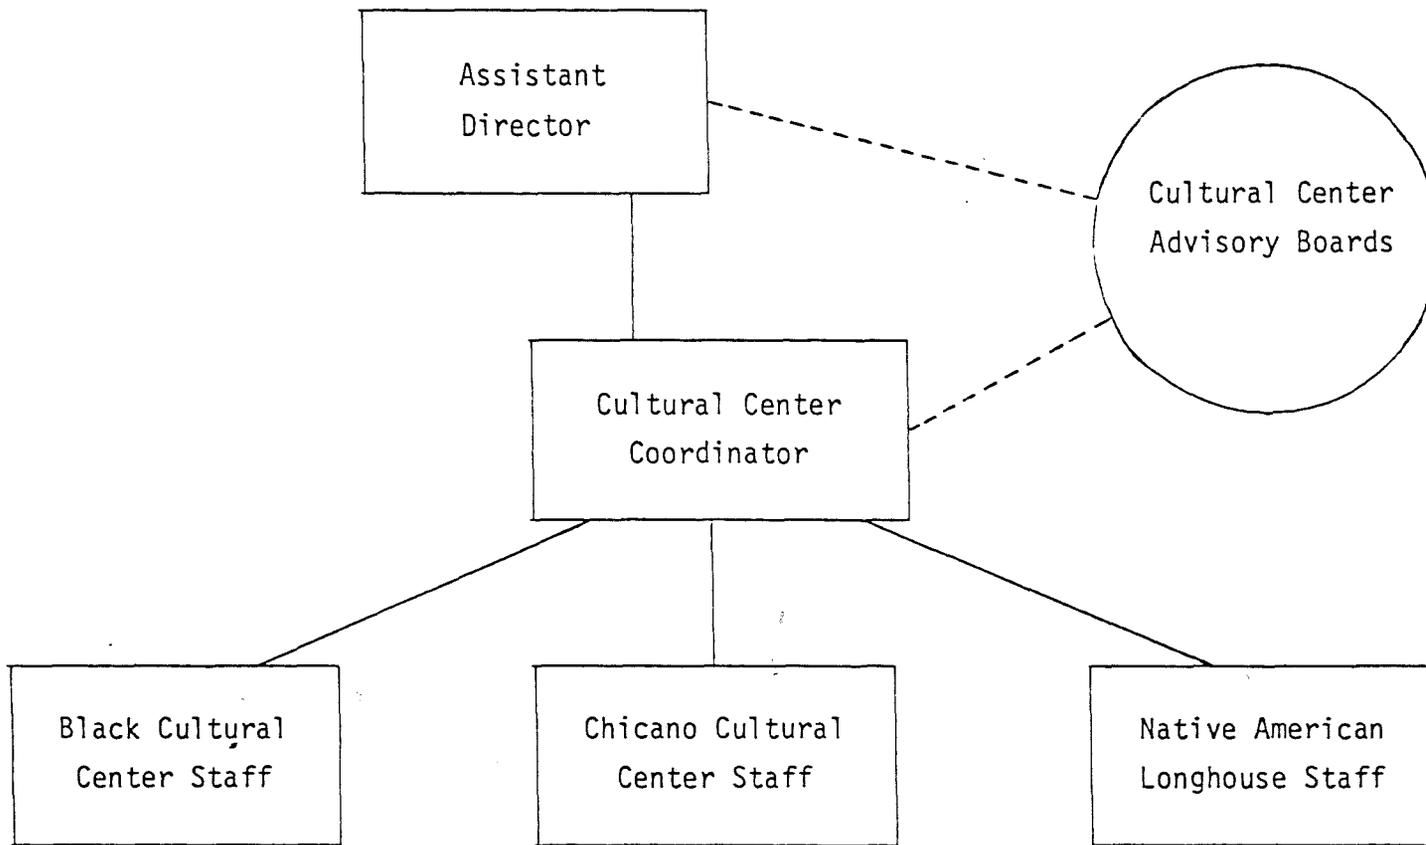 Assistant
Director
Cultural Center
Advisory Boards
Cultural Center
Coordinator
Black Cultural
Center Staff
Chicano Cultural
Center Staff
Native American
Longhouse Staff